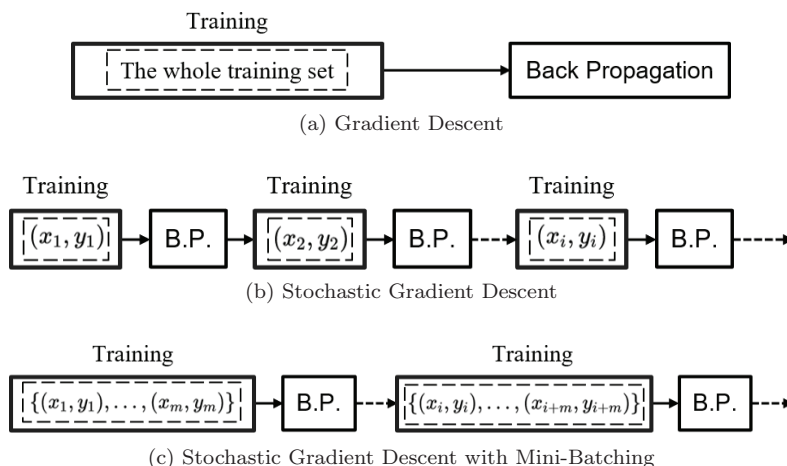 Training
The whole training set
Back Propagation
(a) Gradient Descent
Training Training Training
(x₁, y₁) B.P. (x₂, y₂) B.P. (xᵢ, yᵢ) B.P.
(b) Stochastic Gradient Descent
Training Training
{(x₁, y₁), . . . , (xₘ, yₘ)} B.P. {(xᵢ, yᵢ), . . . , (xᵢ₊ₘ, yᵢ₊ₘ)} B.P.
(c) Stochastic Gradient Descent with Mini-Batching